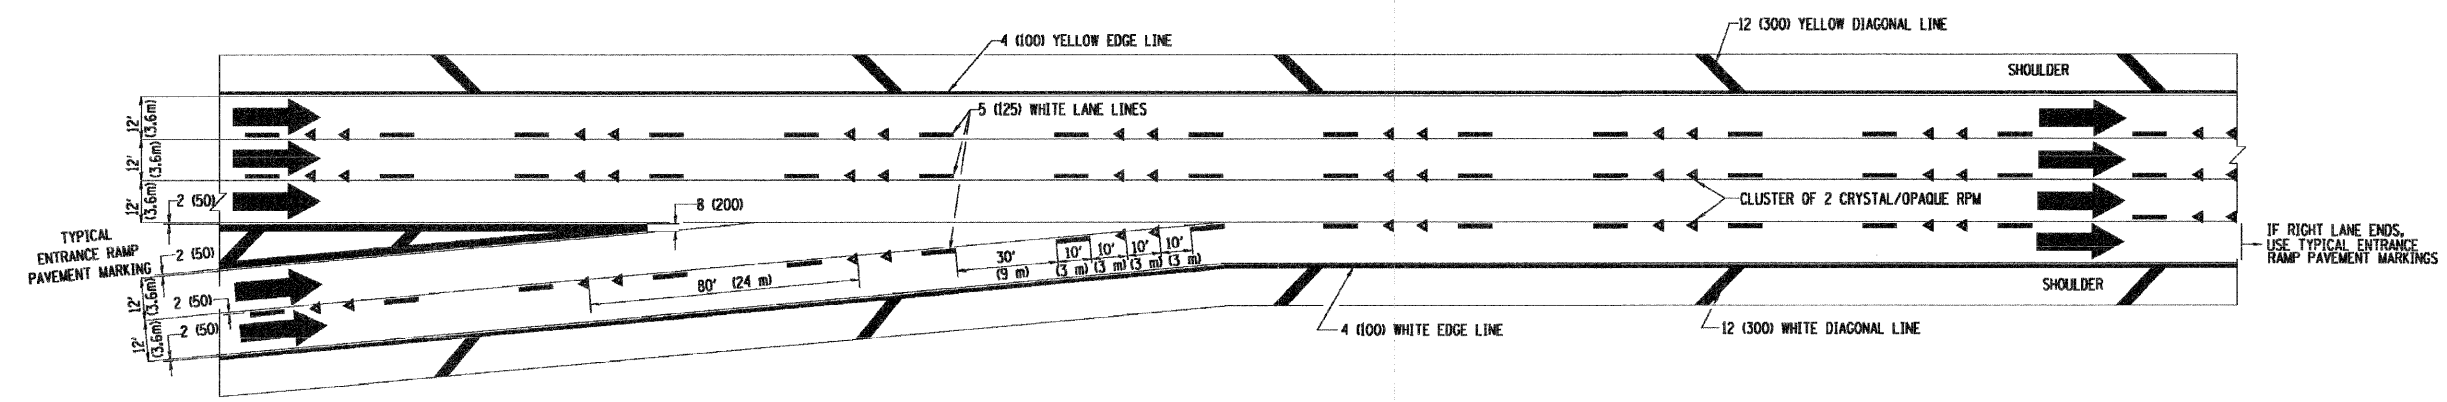 4 (100) YELLOW EDGE LINE
12 (300) YELLOW DIAGONAL LINE
SHOULDER
5 (125) WHITE LANE LINES
12'
(3.6m)
12'
(3.6m)
12'
(3.6m)
2 (50)
8 (200)
CLUSTER OF 2 CRYSTAL/OPAQUE RPM
TYPICAL
ENTRANCE RAMP
PAVEMENT MARKING
2 (50)
12'
(3.6m)
2 (50)
12'
(3.6m)
2 (50)
80' (24 m)
30'
(9 m)
10'
(3 m)
10'
(3 m)
10'
(3 m)
10'
(3 m)
IF RIGHT LANE ENDS,
USE TYPICAL ENTRANCE
RAMP PAVEMENT MARKINGS
SHOULDER
4 (100) WHITE EDGE LINE
12 (300) WHITE DIAGONAL LINE